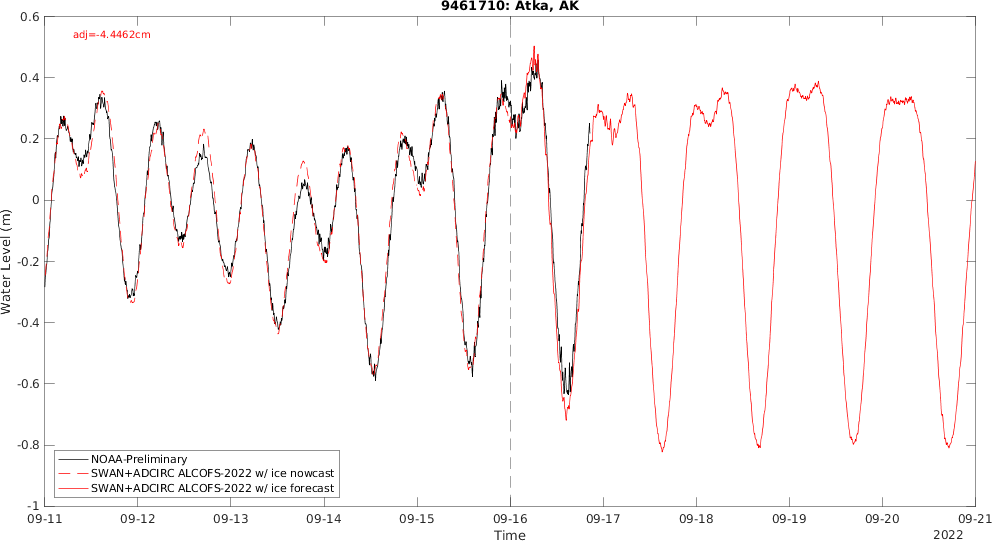 9461710: Atka, AK
adj=-4.4462cm
0.6
0.4
0.2
0
-0.2
-0.4
-0.6
-0.8
-1
Water Level (m)
NOAA-Preliminary
SWAN+ADCIRC ALCOFS-2022 w/ ice nowcast
SWAN+ADCIRC ALCOFS-2022 w/ ice forecast
09-11 09-12 09-13 09-14 09-15 09-16 09-17 09-18 09-19 09-20 09-21
Time
2022